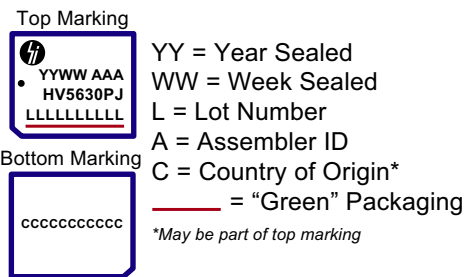 Top Marking
YYWW AAA
HV5630PJ
LLLLLLLLLL
Bottom Marking
CCCCCCCCCCC
YY = Year Sealed
WW = Week Sealed
L = Lot Number
A = Assembler ID
C = Country of Origin*
= “Green” Packaging
*May be part of top marking